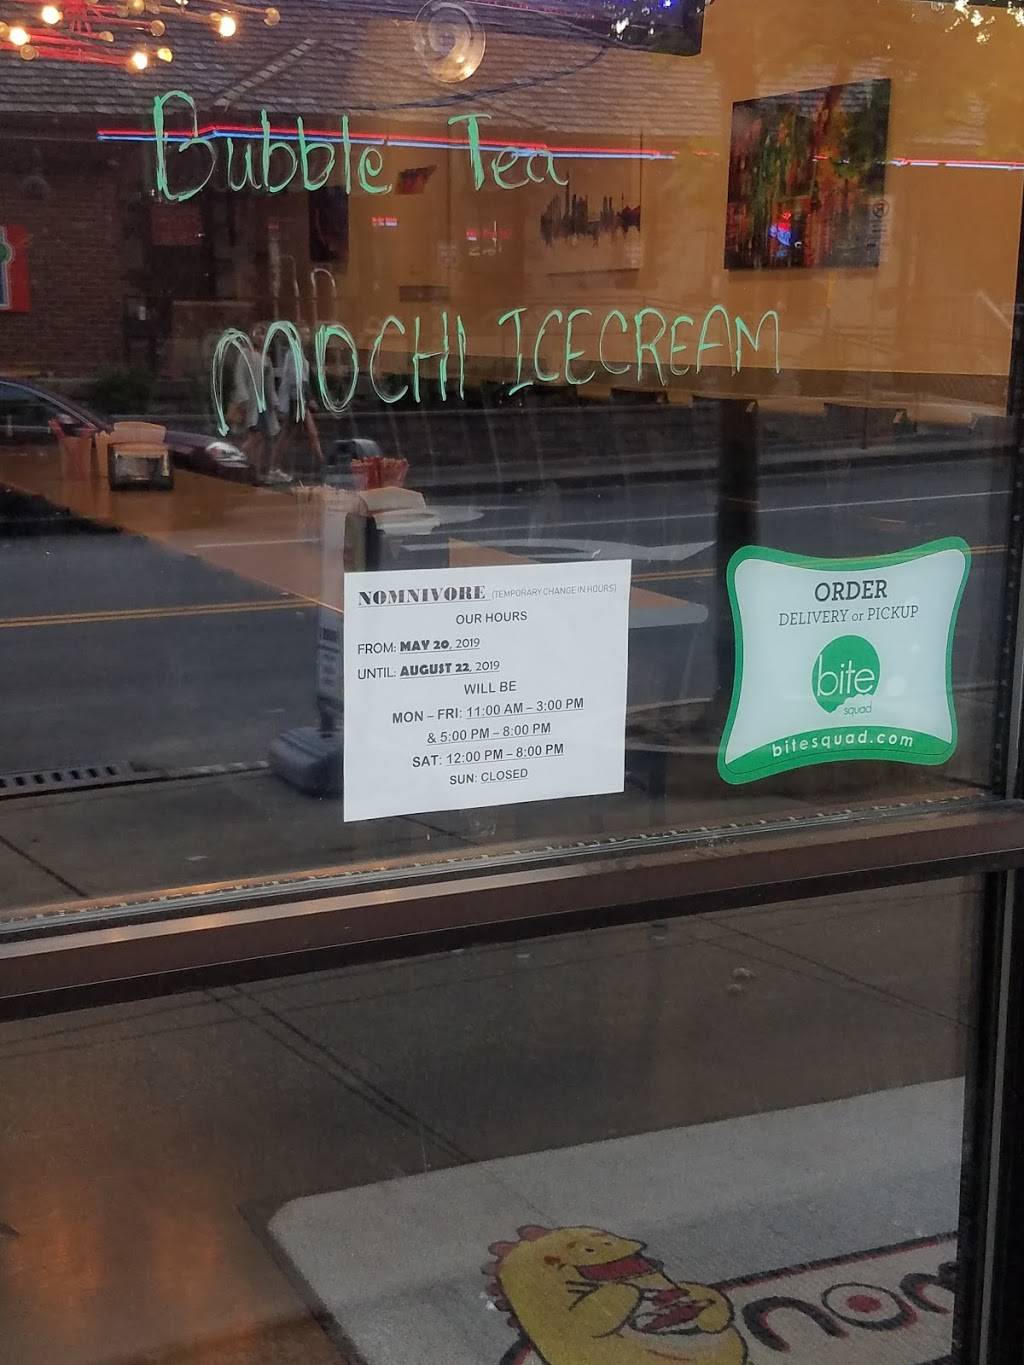 Bubble Tea
MOCHI ICECREAM
NOMNIVORE (TEMPORARY CHANGE IN HOURS)
OUR HOURS
FROM: MAY 20, 2019
UNTIL: AUGUST 22, 2019
WILL BE
MON – FRI: 11:00 AM – 3:00 PM
& 5:00 PM – 8:00 PM
SAT: 12:00 PM – 8:00 PM
SUN: CLOSED
ORDER
DELIVERY or PICKUP
bite
squad
bitesquad.com
nom